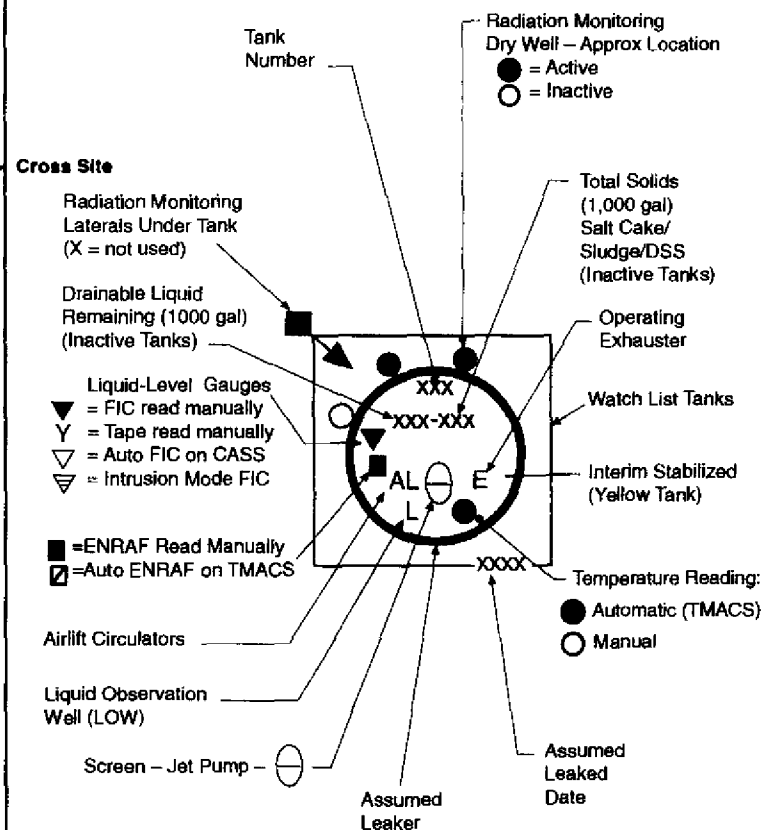 Tank
Number
Radiation Monitoring
Dry Well – Approx Location
= Active
= Inactive
Cross Site
Radiation Monitoring
Laterals Under Tank
(X = not used)
Total Solids
(1,000 gal)
Salt Cake/
Sludge/DSS
(Inactive Tanks)
Drainable Liquid
Remaining (1000 gal)
(Inactive Tanks)
Operating
Exhauster
Liquid-Level Gauges
= FIC read manually
Y = Tape read manually
= Auto FIC on CASS
= Intrusion Mode FIC
XXX
XXX-XXX
AL
E
L
XXXX
Watch List Tanks
Interim Stabilized
(Yellow Tank)
=ENRAF Read Manually
=Auto ENRAF on TMACS
Temperature Reading:
Automatic (TMACS)
Manual
Airlift Circulators
Liquid Observation
Well (LOW)
Screen – Jet Pump –
Assumed
Leaker
Assumed
Leaked
Date